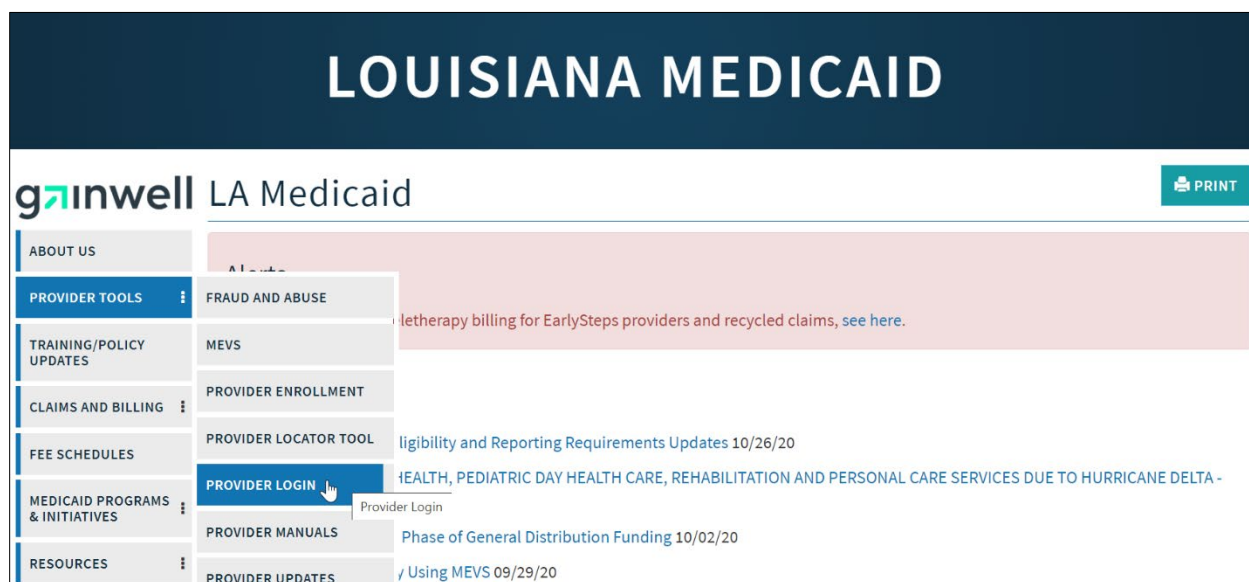 LOUISIANA MEDICAID
gainwell
LA Medicaid
PRINT
ABOUT US
PROVIDER TOOLS
TRAINING/POLICY
UPDATES
CLAIMS AND BILLING
FEE SCHEDULES
MEDICAID PROGRAMS
& INITIATIVES
RESOURCES
FRAUD AND ABUSE
MEVS
PROVIDER ENROLLMENT
PROVIDER LOCATOR TOOL
PROVIDER LOGIN
Provider Login
PROVIDER MANUALS
PROVIDER UPDATES
Alerts
billing for EarlySteps providers and recycled claims, see here.
and Reporting Requirements Updates 10/26/20
PEDIATRIC DAY HEALTH CARE, REHABILITATION AND PERSONAL CARE SERVICES DUE TO HURRICANE DELTA -
Phase of General Distribution Funding 10/02/20
Using MEVS 09/29/20